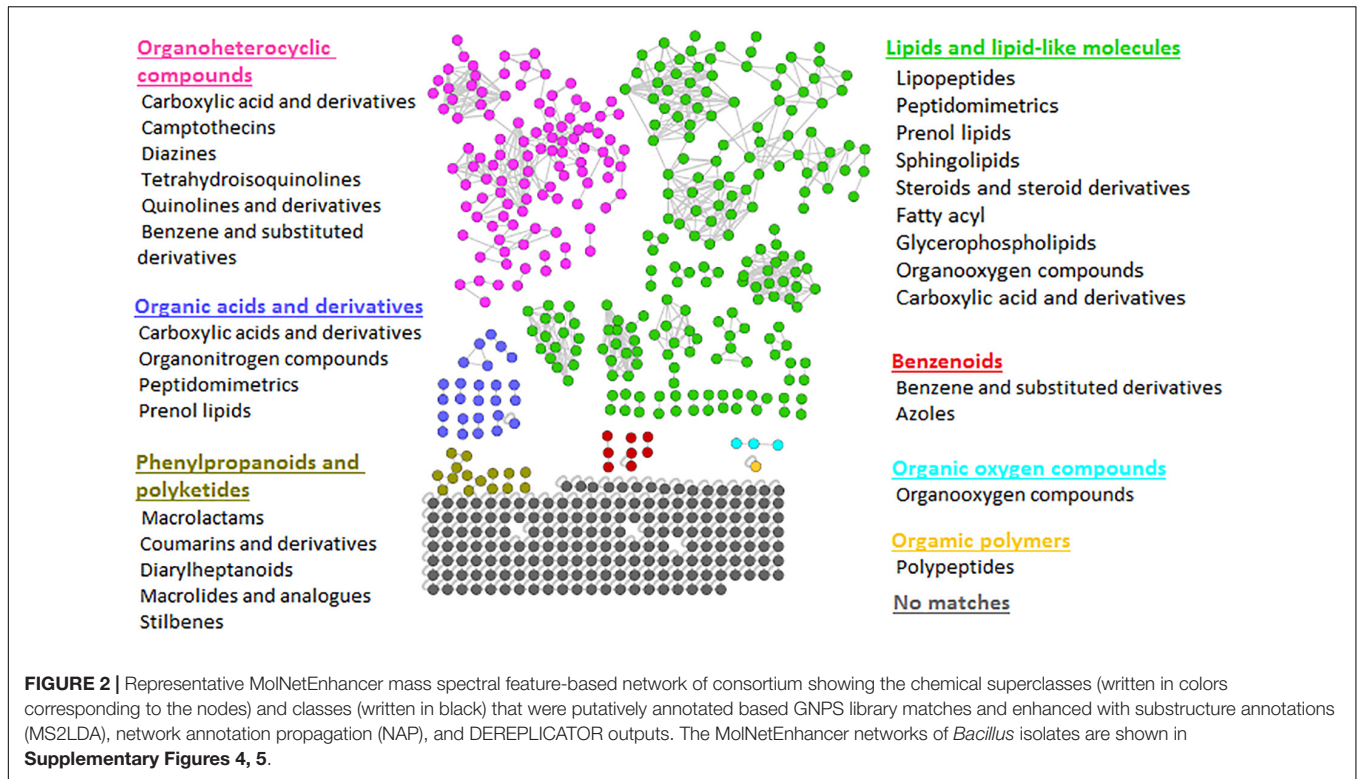 Organoheterocyclic
compounds
Carboxylic acid and derivatives
Camptothecins
Diazines
Tetrahydroisoquinolines
Quinolines and derivatives
Benzene and substituted
derivatives
Organic acids and derivatives
Carboxylic acids and derivatives
Organonitrogen compounds
Peptidomimetrics
Prenol lipids
Phenylpropanoids and
polyketides
Macrolactams
Coumarins and derivatives
Diarylheptanoids
Macrolides and analogues
Stilbenes
Lipids and lipid-like molecules
Lipopeptides
Peptidomimetrics
Prenol lipids
Sphingolipids
Steroids and steroid derivatives
Fatty acyl
Glycerophospholipids
Organooxygen compounds
Carboxylic acid and derivatives
Benzenoids
Benzene and substituted derivatives
Azoles
Organic oxygen compounds
Organooxygen compounds
Orgamic polymers
Polypeptides
No matches
FIGURE 2 | Representative MolNetEnhancer mass spectral feature-based network of consortium showing the chemical superclasses (written in colors
corresponding to the nodes) and classes (written in black) that were putatively annotated based GNPS library matches and enhanced with substructure annotations
(MS2LDA), network annotation propagation (NAP), and DEREPLICATOR outputs. The MolNetEnhancer networks of Bacillus isolates are shown in
Supplementary Figures 4, 5.